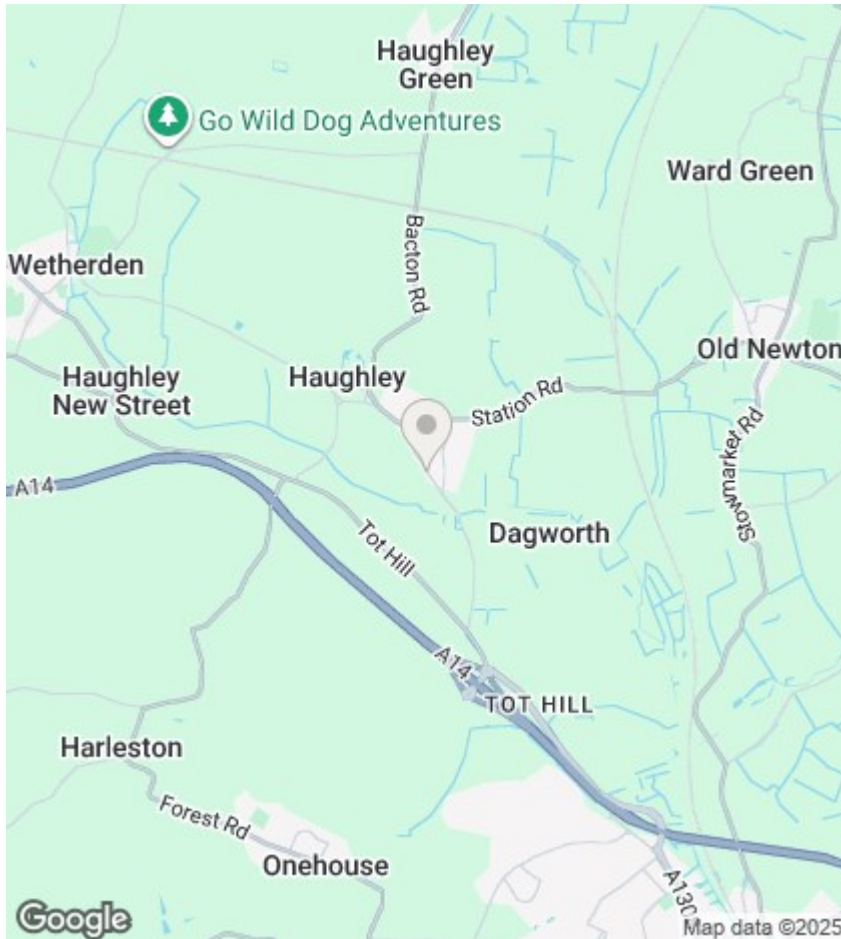 Haughley
Green
Go Wild Dog Adventures
Ward Green
Bacton Rd
Wetherden
Old Newton
Haughley
New Street
Haughley
Station Rd
Stowmarket Rd
A14
Dagworth
Tot Hill
A14
TOT HILL
Harleston
Forest Rd
Onehouse
Google
Map data ©2025